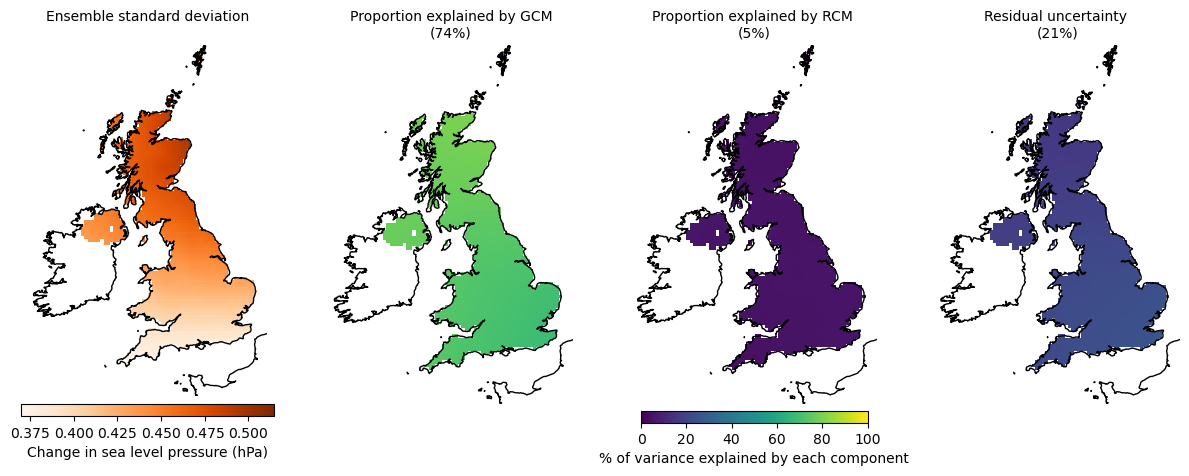 Ensemble standard deviation
Proportion explained by GCM
(74%)
Proportion explained by RCM
(5%)
Residual uncertainty
(21%)
0.375 0.400 0.425 0.450 0.475 0.500
Change in sea level pressure (hPa)
0 20 40 60 80 100
% of variance explained by each component